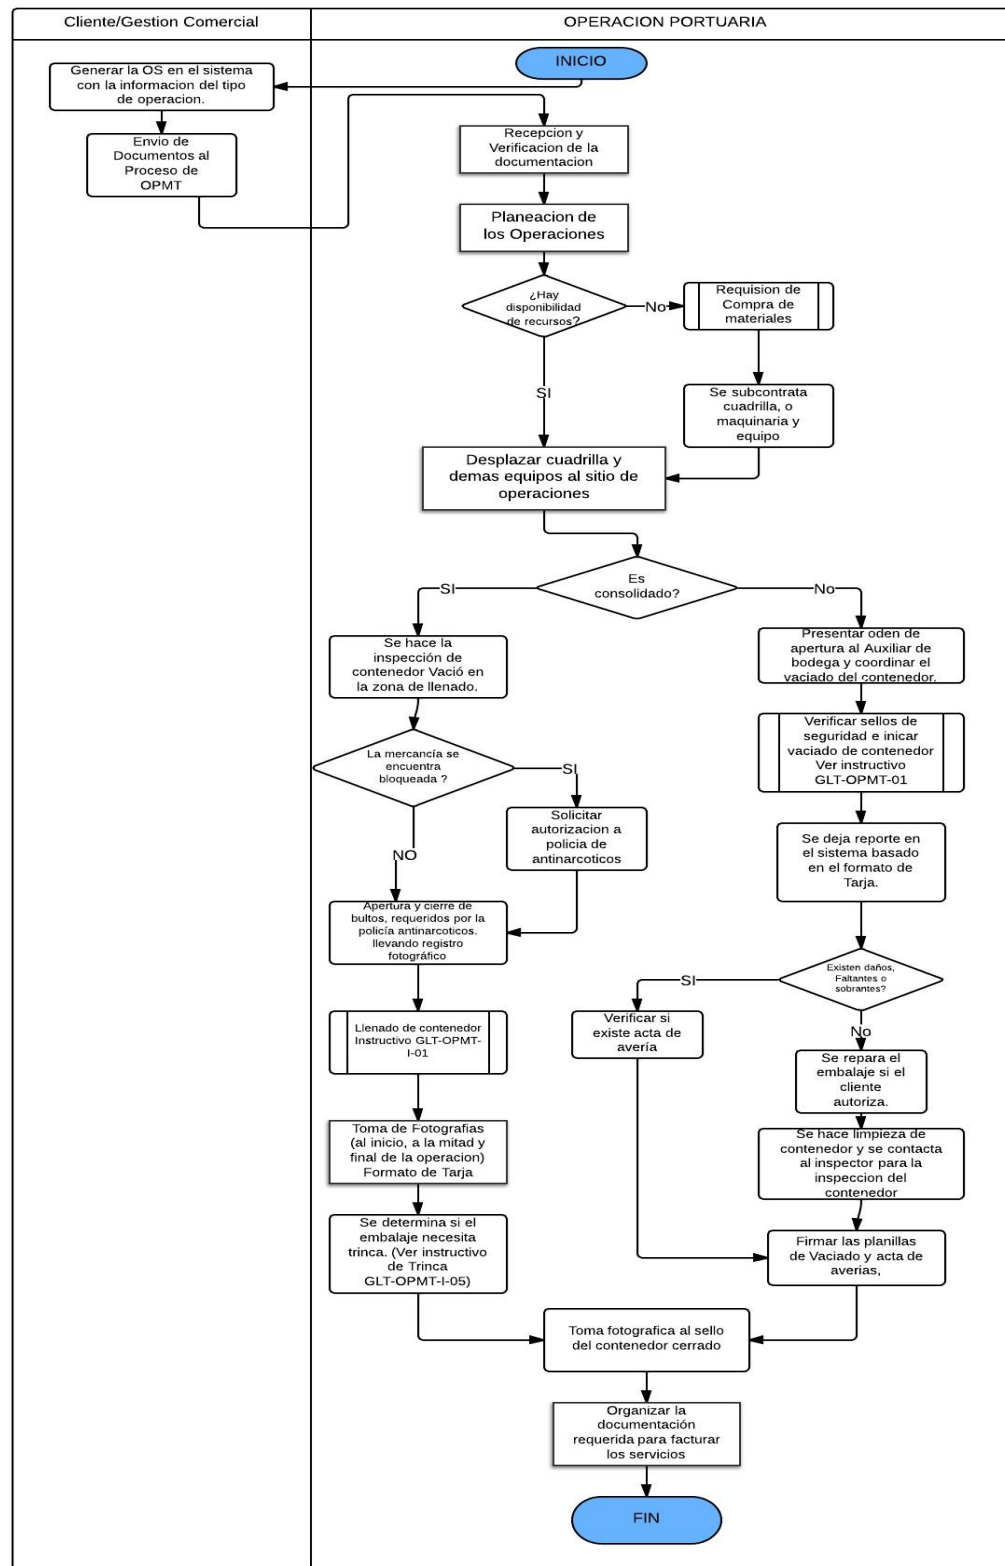 Cliente/Gestion Comercial
OPERACION PORTUARIA
INICIO
Generar la OS en el sistema
con la informacion del tipo
de operacion.
Envio de
Documentos al
Proceso de
OPMT
Recepcion y
Verificacion de la
documentacion
Planeacion de
los Operaciones
¿Hay
disponibilidad
de recursos?
No
Requision de
Compra de
materiales
SI
Se subcontrata
cuadrilla, o
maquinaria y
equipo
Desplazar cuadrilla y
demas equipos al sitio de
operaciones
Es
consolidado?
SI
No
Se hace la
inspección de
contenedor Vació en
la zona de llenado.
Presentar oden de
apertura al Auxiliar de
bodega y coordinar el
vaciado del contenedor.
Verificar sellos de
seguridad e inicar
vaciado de contenedor
Ver instructivo
GLT-OPMT-01
La mercancía se
encuentra
bloqueada ?
SI
Solicitar
autorizacion a
policia de
antinarcoticos
NO
Se deja reporte en
el sistema basado
en el formato de
Tarja.
Apertura y cierre de
bultos, requeridos por la
policía antinarcoticos.
llevando registro
fotográfico
Existen daños,
Faltantes o
sobrantes?
SI
Verificar si
existe acta de
avería
No
Llenado de contenedor
Instructivo GLT-OPMT-
I-01
Se repara el
embalaje si el
cliente
autoriza.
Toma de Fotografias
(al inicio, a la mitad y
final de la operacion)
Formato de Tarja
Se hace limpieza de
contenedor y se contacta
al inspector para la
inspeccion del
contenedor
Se determina si el
embalaje necesita
trinca. (Ver instructivo
de Trinca
GLT-OPMT-I-05)
Firmar las planillas
de Vaciado y acta de
averias,
Toma fotografica al sello
del contenedor cerrado
Organizar la
documentación
requerida para facturar
los servicios
FIN